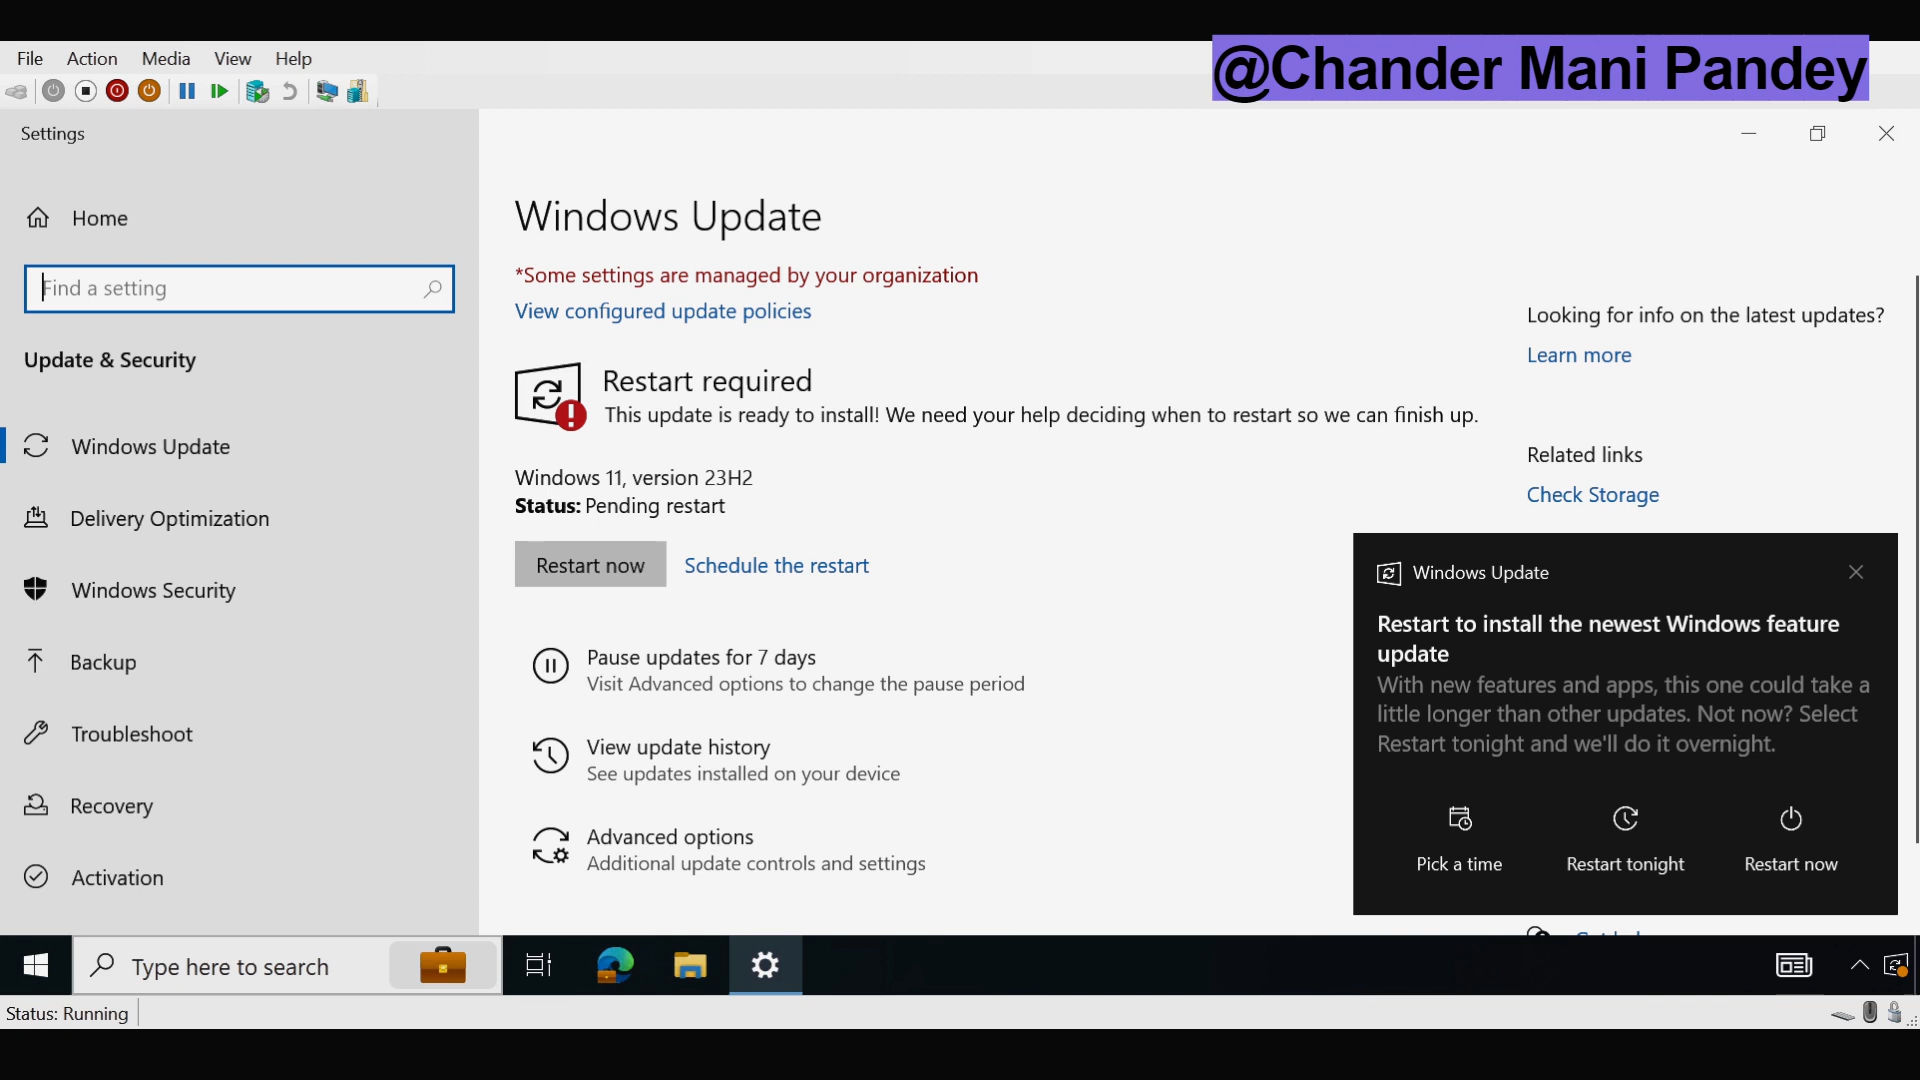 File Action Media View Help
@Chander Mani Pandey
Settings
Home
Find a setting
Update & Security
Windows Update
Delivery Optimization
Windows Security
Backup
Troubleshoot
Recovery
Activation
Windows Update
*Some settings are managed by your organization
View configured update policies
Restart required
This update is ready to install! We need your help deciding when to restart so we can finish up.
Windows 11, version 23H2
Status: Pending restart
Restart now Schedule the restart
Pause updates for 7 days
Visit Advanced options to change the pause period
View update history
See updates installed on your device
Advanced options
Additional update controls and settings
Looking for info on the latest updates?
Learn more
Related links
Check Storage
Windows Update
Restart to install the newest Windows feature
update
With new features and apps, this one could take a
little longer than other updates. Not now? Select
Restart tonight and we'll do it overnight.
Pick a time Restart tonight Restart now
Type here to search
Status: Running